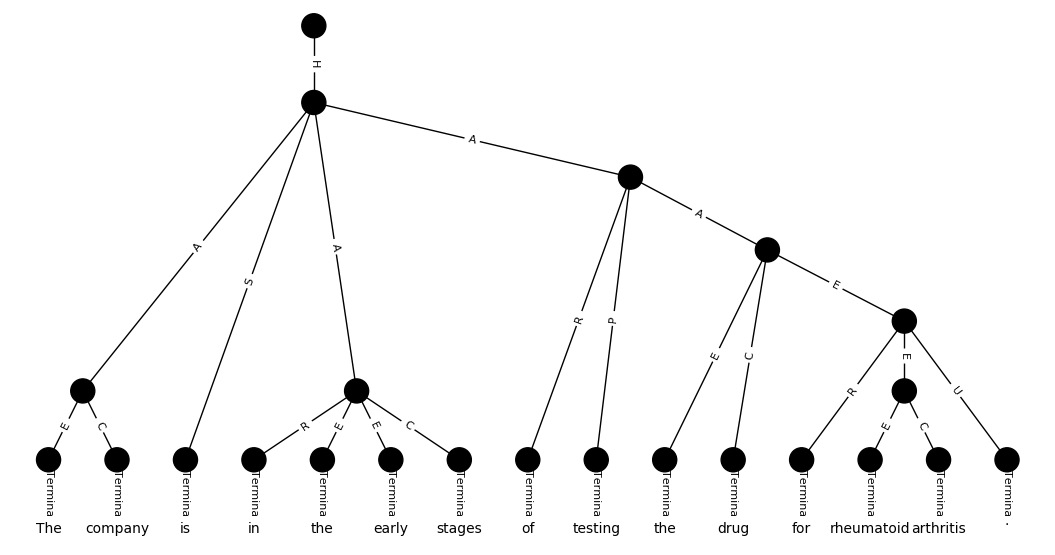 H
A
A
S
A
A
E
R
P
E
C
E
R
E
U
E
C
R
E
E
C
E
C
Termina Termina Termina Termina Termina Termina Termina Termina Termina Termina Termina Termina Termina Termina Termina
The company is in the early stages of testing the drug for rheumatoid arthritis .